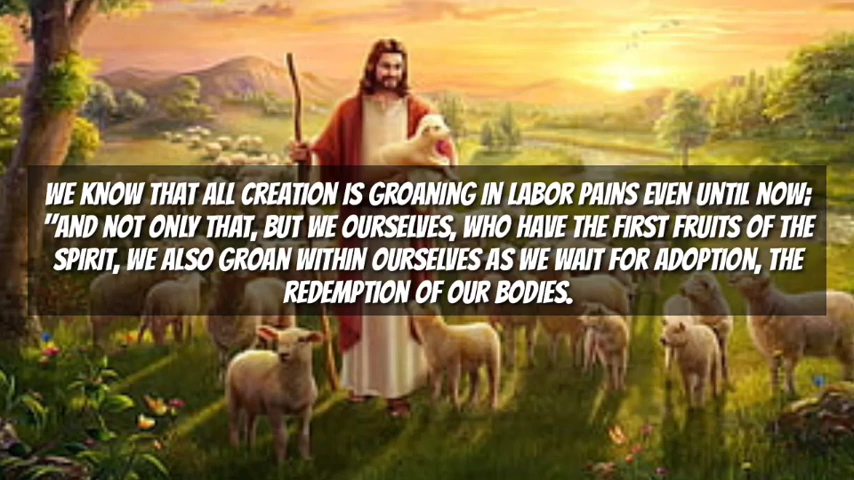 WE KNOW THAT ALL CREATION IS GROANING IN LABOR PAINS EVEN UNTIL NOW;
"AND NOT ONLY THAT, BUT WE OURSELVES, WHO HAVE THE FIRST FRUITS OF THE
SPIRIT, WE ALSO GROAN WITHIN OURSELVES AS WE WAIT FOR ADOPTION, THE
REDEMPTION OF OUR BODIES.